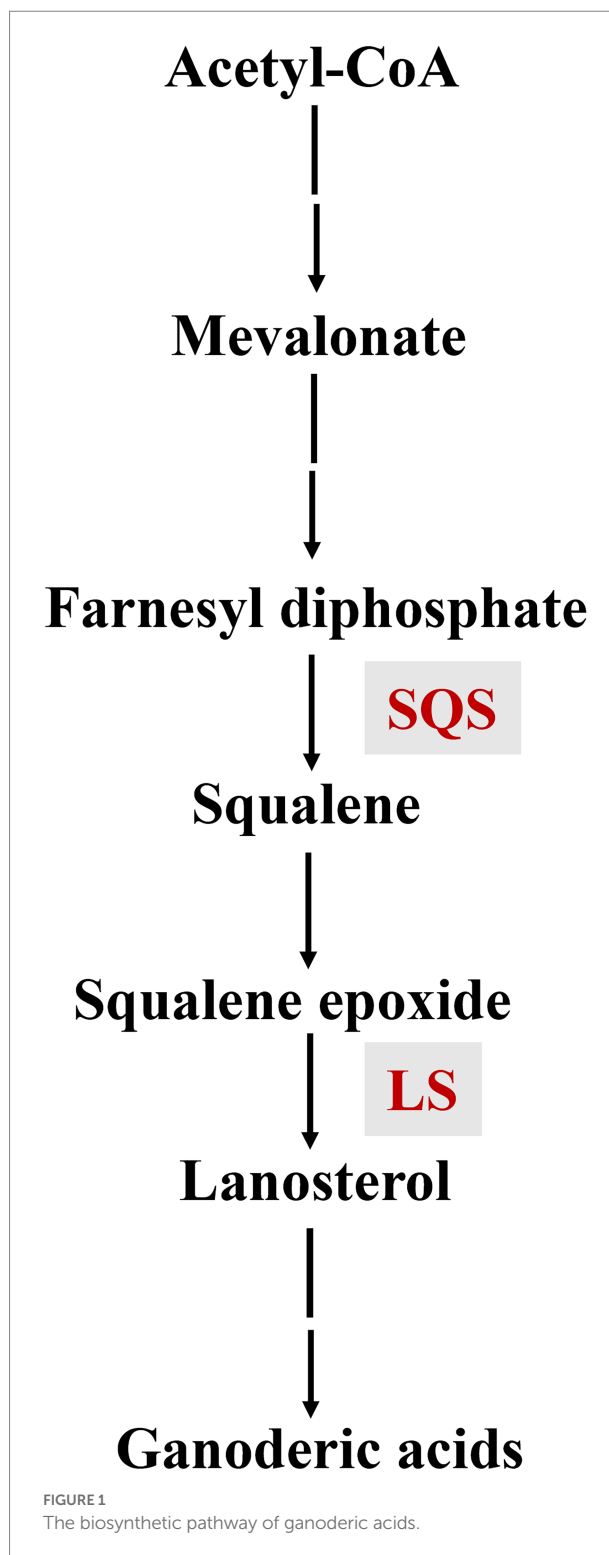 Acetyl-CoA
Mevalonate
Farnesyl diphosphate
SQS
Squalene
Squalene epoxide
LS
Lanosterol
Ganoderic acids
FIGURE 1
The biosynthetic pathway of ganoderic acids.